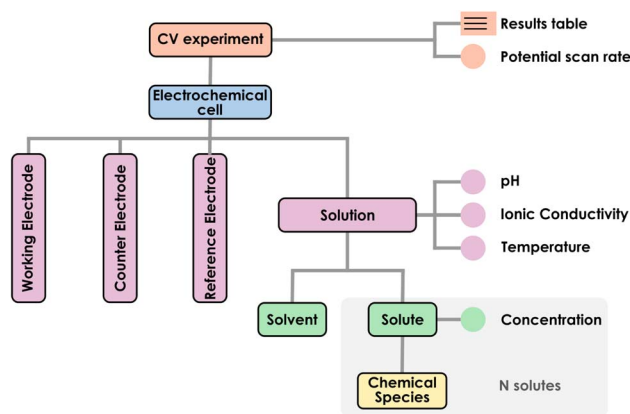 CV experiment
Results table
Potential scan rate
Electrochemical
cell
Working Electrode
Counter Electrode
Reference Electrode
Solution
pH
Ionic Conductivity
Temperature
Solvent
Solute
Concentration
Chemical
Species
N solutes